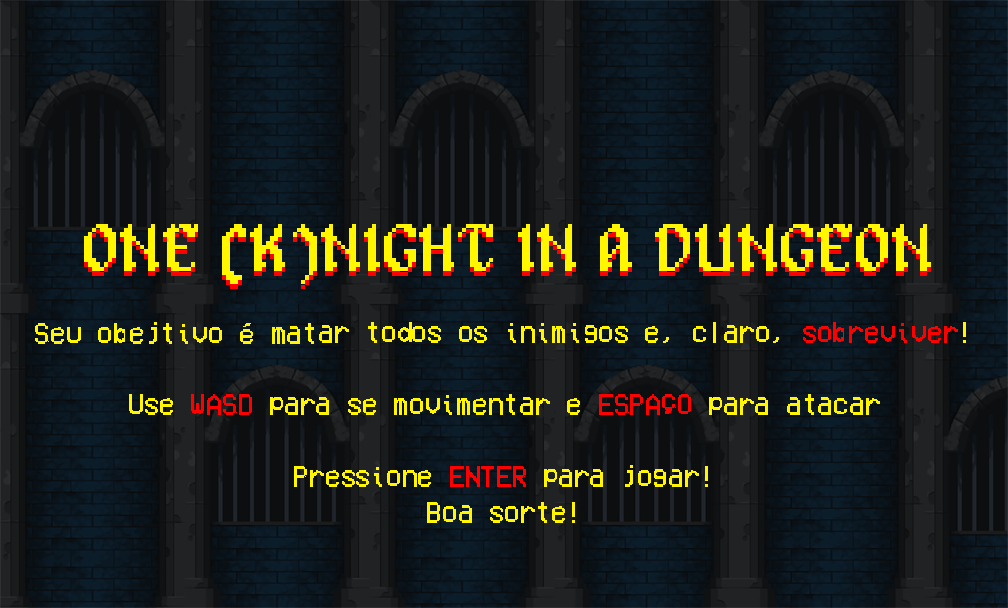 ONE (K)NIGHT IN A DUNGEON
Seu obejtivo é matar todos os inimigos e, claro, sobreviver!
Use WASD para se movimentar e ESPAÇO para atacar
Pressione ENTER para jogar!
Boa sorte!